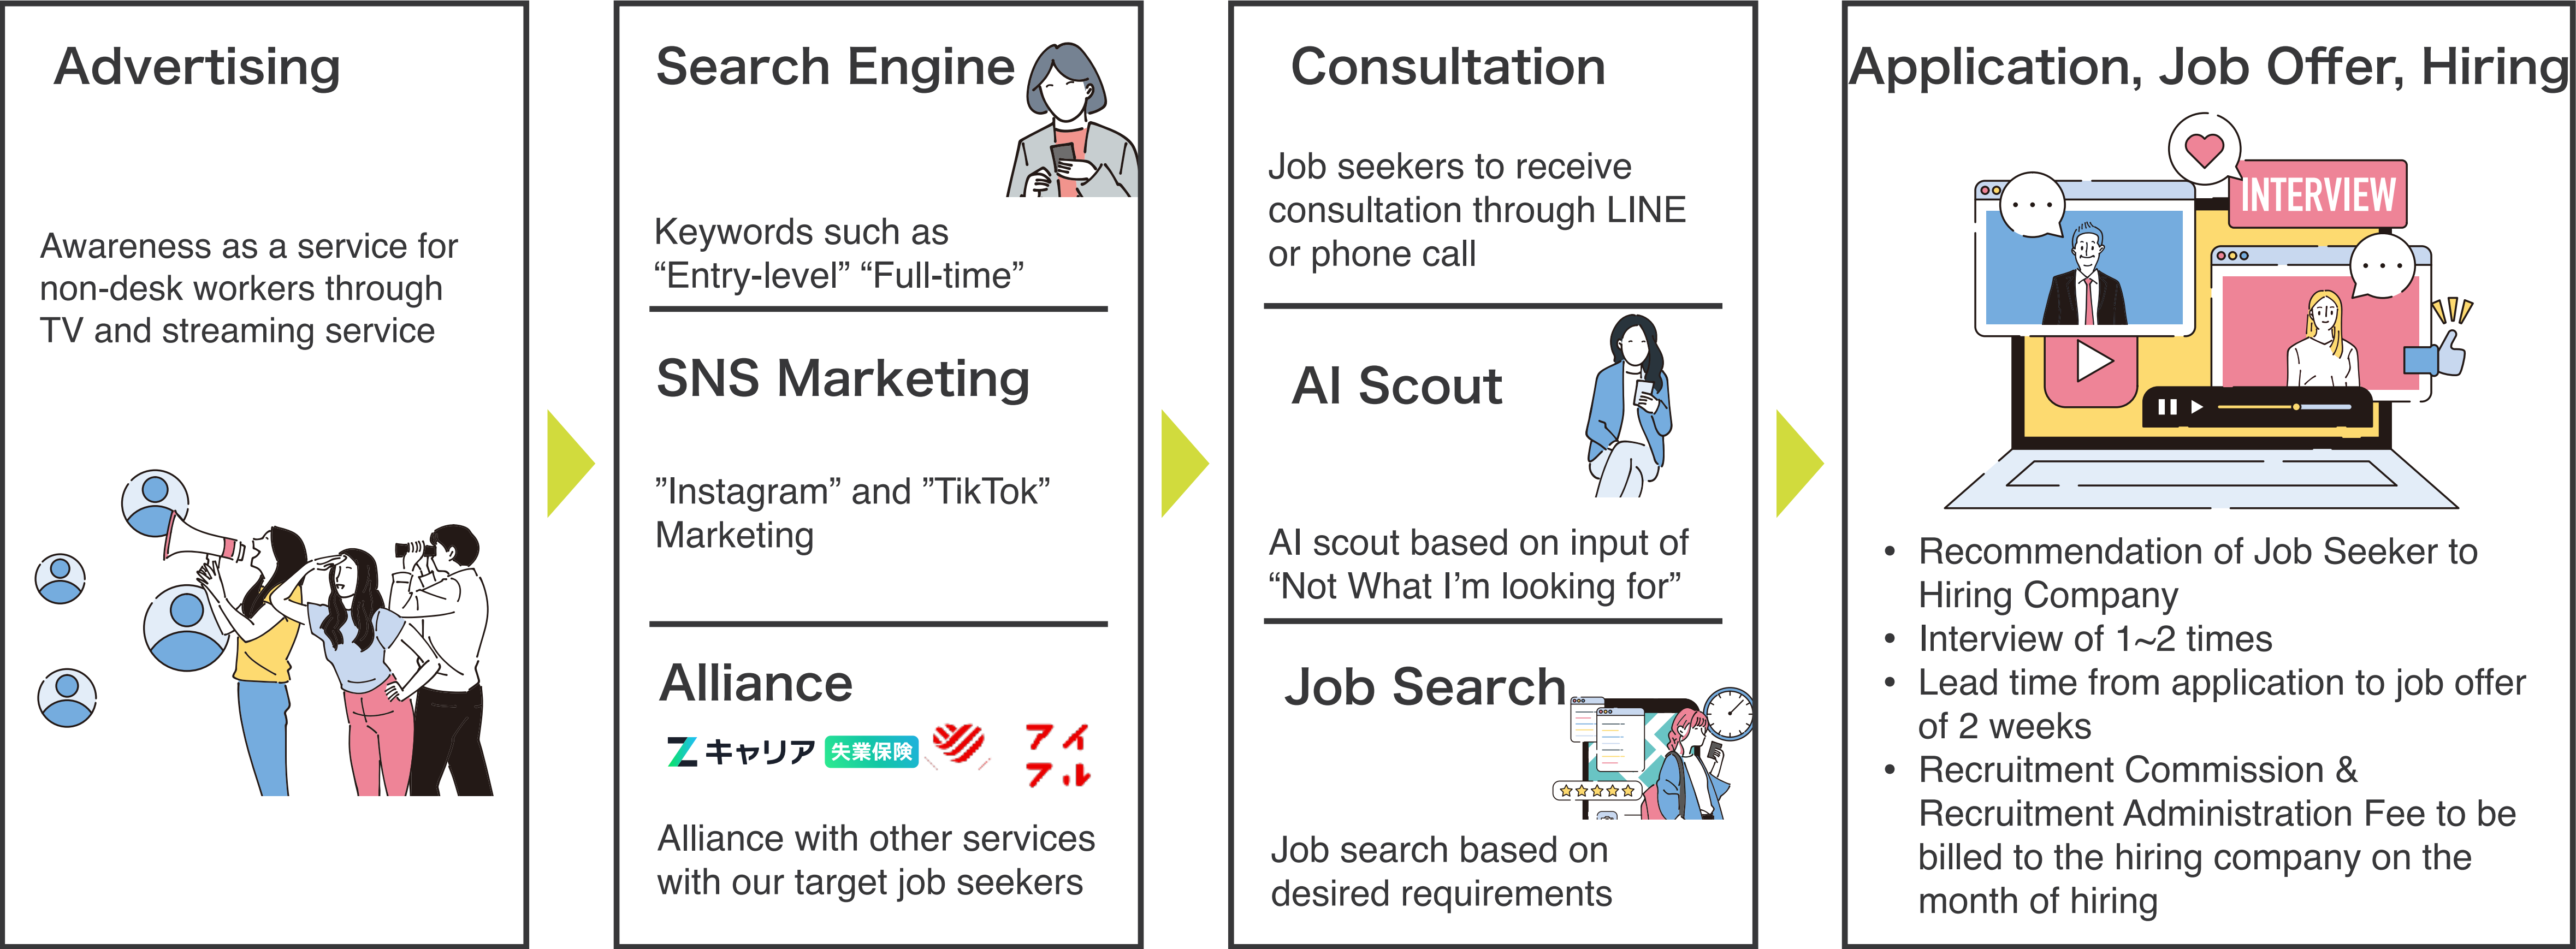 Advertising
Awareness as a service for
non-desk workers through
TV and streaming service
Search Engine
Keywords such as
“Entry-level” “Full-time”
SNS Marketing
”Instagram” and ”TikTok”
Marketing
Alliance
Zキャリア 失業保険
アイ
フル
Alliance with other services
with our target job seekers
Consultation
Job seekers to receive
consultation through LINE
or phone call
AI Scout
AI scout based on input of
“Not What I’m looking for”
Job Search
Job search based on
desired requirements
Application, Job Offer, Hiring
INTERVIEW
• Recommendation of Job Seeker to
Hiring Company
• Interview of 1~2 times
• Lead time from application to job offer
of 2 weeks
• Recruitment Commission &
Recruitment Administration Fee to be
billed to the hiring company on the
month of hiring